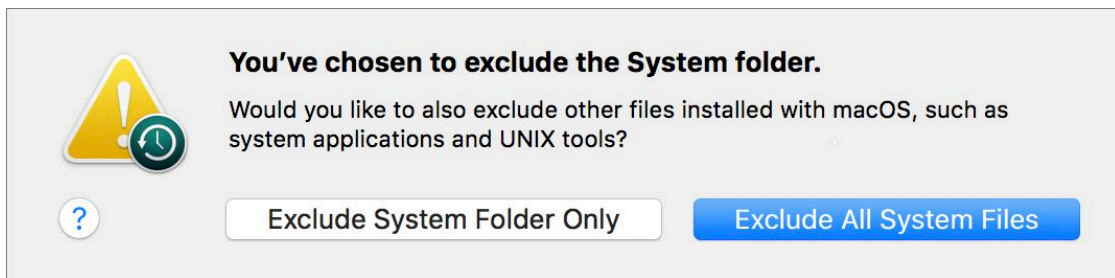 You’ve chosen to exclude the System folder.
Would you like to also exclude other files installed with macOS, such as
system applications and UNIX tools?
?
Exclude System Folder Only
Exclude All System Files